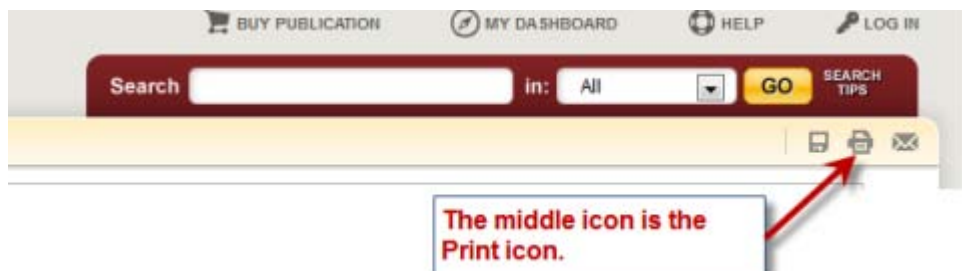 BUY PUBLICATION MY DASHBOARD HELP LOG IN
Search in: All GO SEARCH
TIPS
The middle icon is the
Print icon.